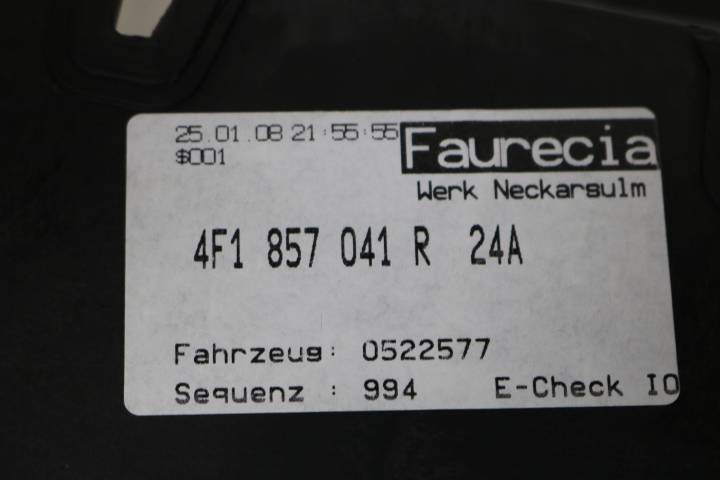 25.01.08 21:55:55
$001
Faurecia
Werk Neckarsulm
4F1 857 041 R 24A
Fahrzeug: 0522577
Sequenz : 994 E-Check IO